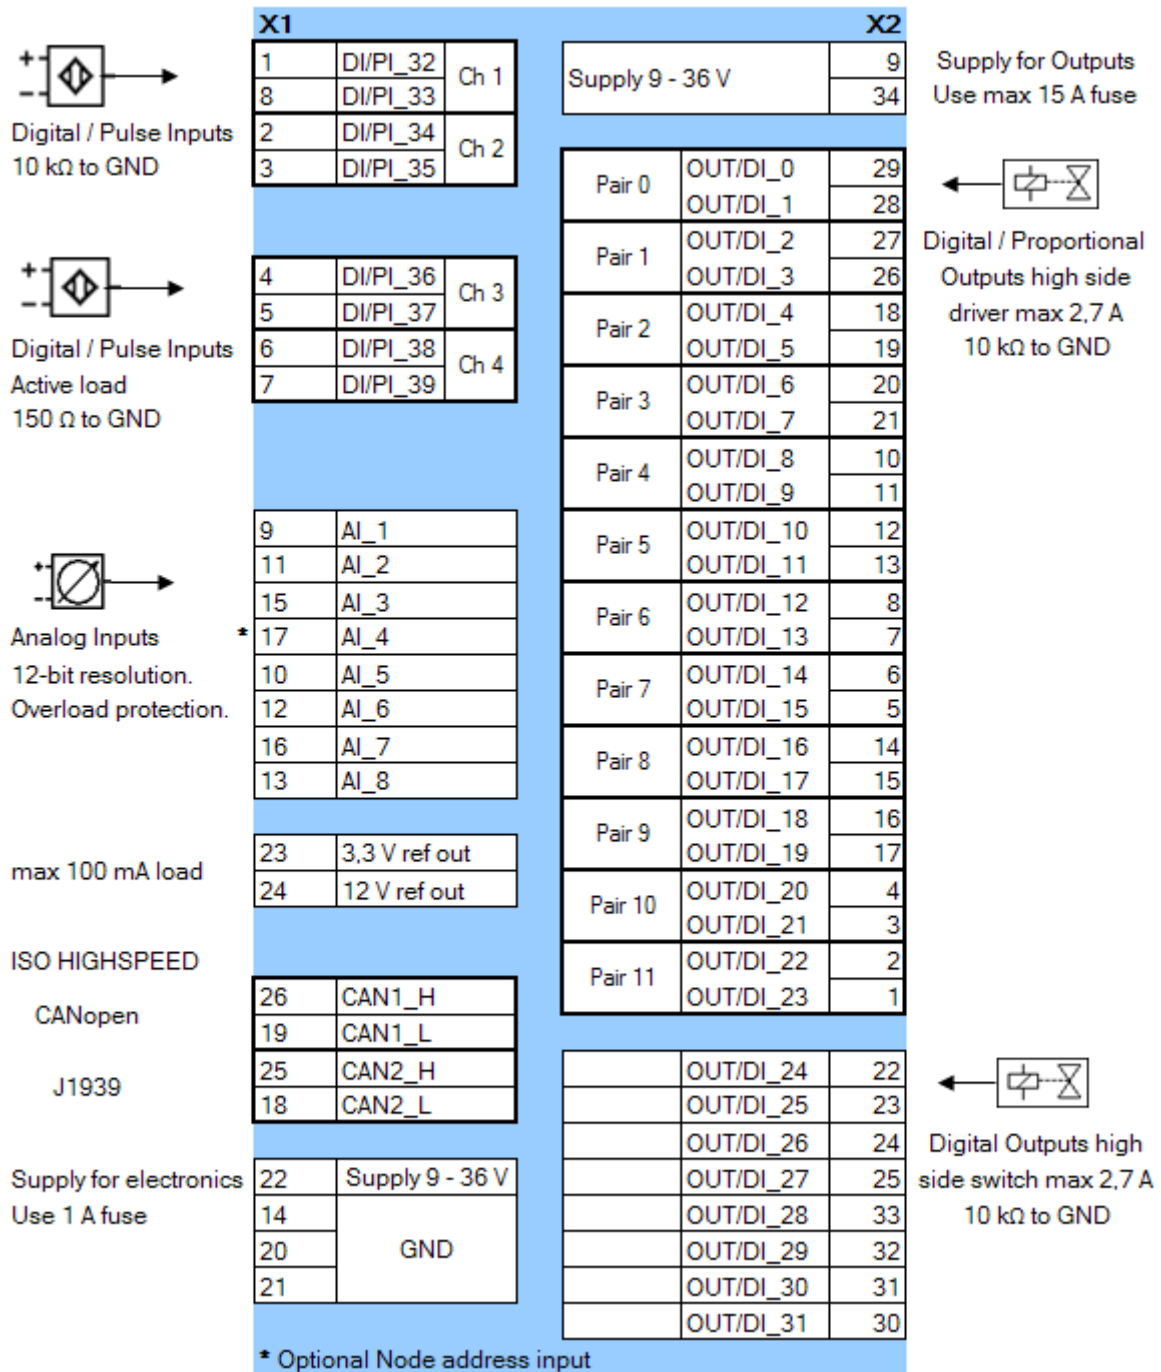 X1
1 DI/PI_32 Ch 1
8 DI/PI_33
2 DI/PI_34 Ch 2
3 DI/PI_35
Digital / Pulse Inputs
10 kΩ to GND
4 DI/PI_36 Ch 3
5 DI/PI_37
6 DI/PI_38 Ch 4
7 DI/PI_39
Digital / Pulse Inputs
Active load
150 Ω to GND
9 AI_1
11 AI_2
15 AI_3
* 17 AI_4
10 AI_5
12 AI_6
16 AI_7
13 AI_8
Analog Inputs
12-bit resolution.
Overload protection.
23 3,3 V ref out
24 12 V ref out
max 100 mA load
ISO HIGHSPEED
CANopen
J1939
26 CAN1_H
19 CAN1_L
25 CAN2_H
18 CAN2_L
Supply for electronics
Use 1 A fuse
22 Supply 9 - 36 V
14
20 GND
21
* Optional Node address input
X2
Supply 9 - 36 V 9
34
Supply for Outputs
Use max 15 A fuse
Pair 0 OUT/DI_0 29
OUT/DI_1 28
Pair 1 OUT/DI_2 27
OUT/DI_3 26
Pair 2 OUT/DI_4 18
OUT/DI_5 19
Pair 3 OUT/DI_6 20
OUT/DI_7 21
Pair 4 OUT/DI_8 10
OUT/DI_9 11
Pair 5 OUT/DI_10 12
OUT/DI_11 13
Pair 6 OUT/DI_12 8
OUT/DI_13 7
Pair 7 OUT/DI_14 6
OUT/DI_15 5
Pair 8 OUT/DI_16 14
OUT/DI_17 15
Pair 9 OUT/DI_18 16
OUT/DI_19 17
Pair 10 OUT/DI_20 4
OUT/DI_21 3
Pair 11 OUT/DI_22 2
OUT/DI_23 1
Digital / Proportional
Outputs high side
driver max 2,7 A
10 kΩ to GND
OUT/DI_24 22
OUT/DI_25 23
OUT/DI_26 24
OUT/DI_27 25
OUT/DI_28 33
OUT/DI_29 32
OUT/DI_30 31
OUT/DI_31 30
Digital Outputs high
side switch max 2,7 A
10 kΩ to GND